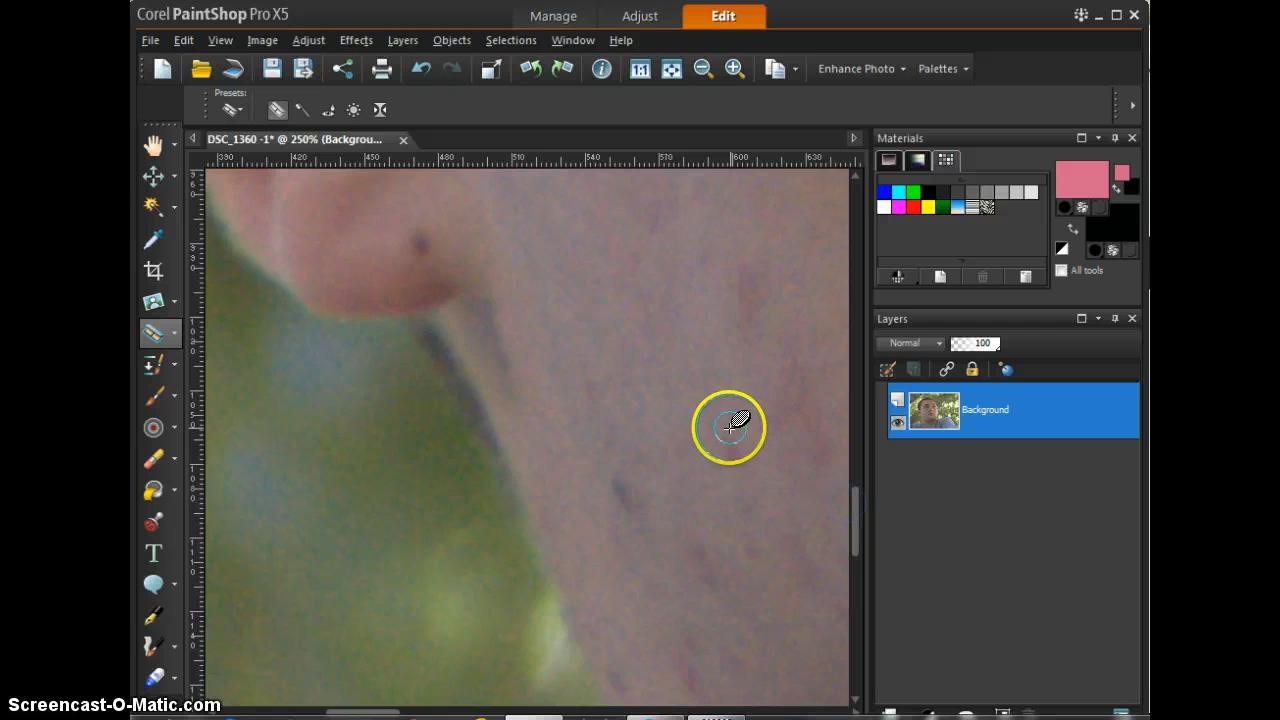 Corel PaintShop Pro X5
Manage Adjust Edit
File Edit View Image Adjust Effects Layers Objects Selections Window Help
1:1 Enhance Photo Palettes
Presets:
DSC_1360 -1* @ 250% (Backgrou...
Materials
330 420 450 480 510 540 570 600 630
All tools
Layers
Normal 100
Background
T
Screencast-O-Matic.com